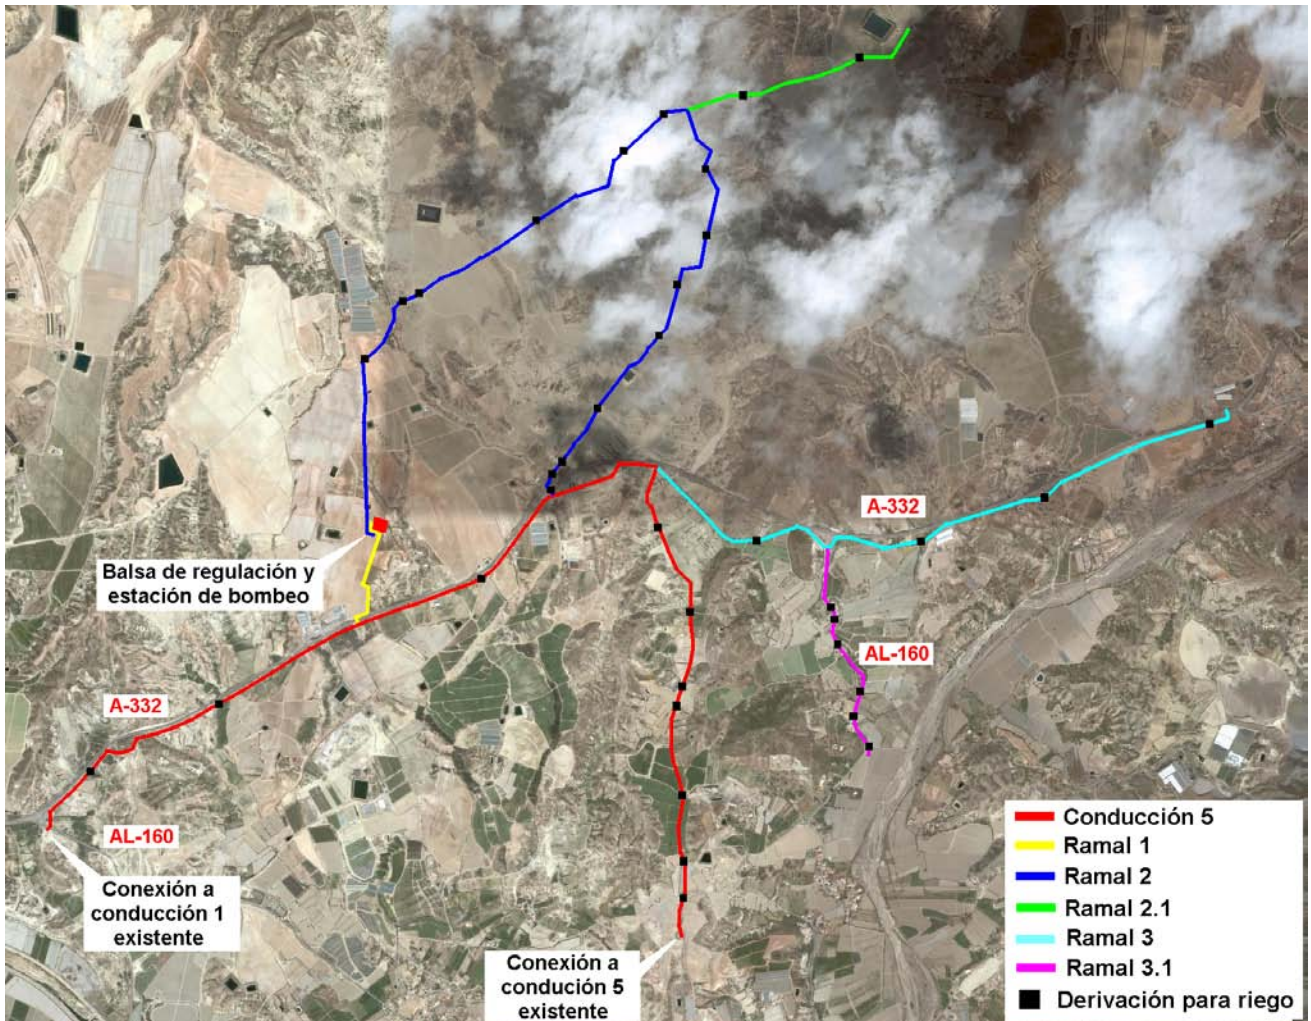 A-332
Balsa de regulación y
estación de bombeo
AL-160
A-332
AL-160
Conexión a
conducción 1
existente
Conexión a
condución 5
existente
Conducción 5
Ramal 1
Ramal 2
Ramal 2.1
Ramal 3
Ramal 3.1
Derivación para riego